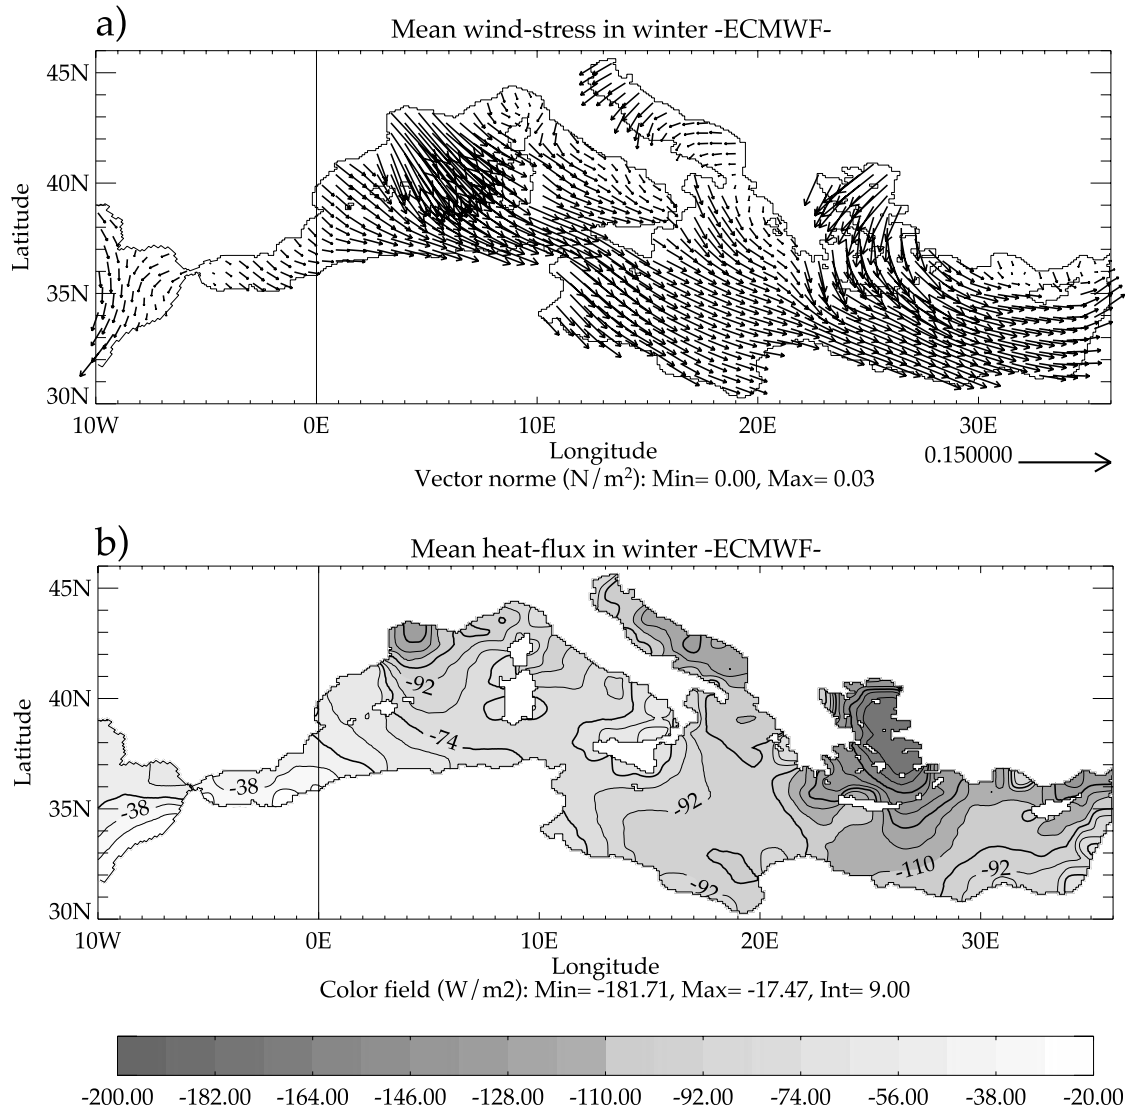 a)
Mean wind-stress in winter -ECMWF-
45N
40N
35N
30N
Latitude
10W 0E 10E 20E 30E
Longitude
0.150000
Vector norme (N/m²): Min= 0.00, Max= 0.03
b)
Mean heat-flux in winter -ECMWF-
45N
40N
35N
30N
Latitude
-92
-74
-38
-38
-92
-92
-110
-92
10W 0E 10E 20E 30E
Longitude
Color field (W/m2): Min= -181.71, Max= -17.47, Int= 9.00
-200.00 -182.00 -164.00 -146.00 -128.00 -110.00 -92.00 -74.00 -56.00 -38.00 -20.00